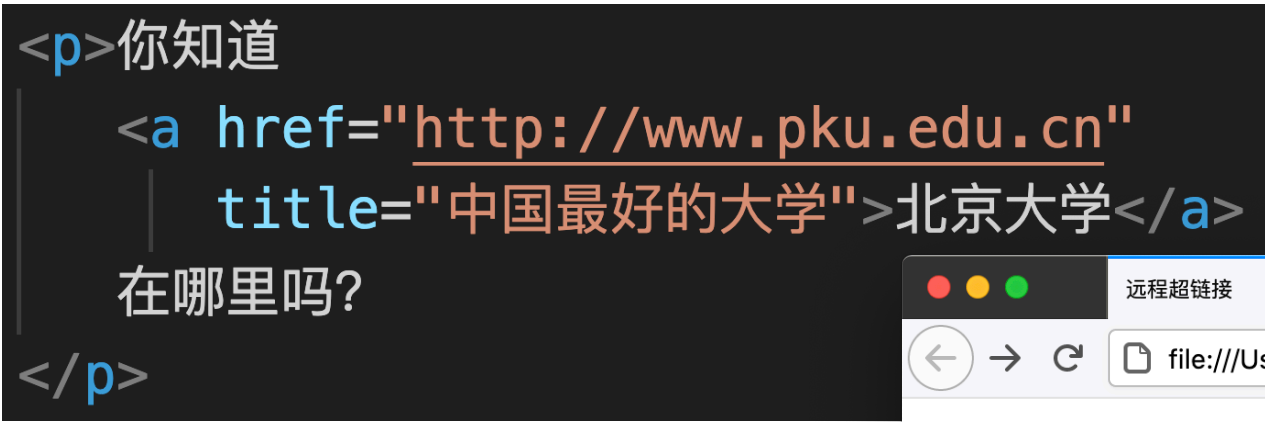 <p>你知道
<a href="http://www.pku.edu.cn"
title="中国最好的大学">北京大学</a>
在哪里吗?
</p>
远程超链接
file:///Us